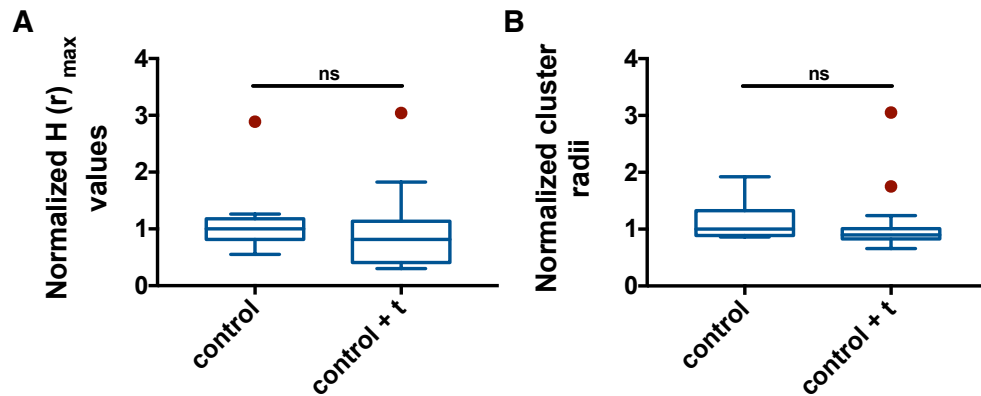 A
Normalized H (r) max
values
4
3
2
1
0
ns
control
control + t
B
Normalized cluster
radii
4
3
2
1
0
ns
control
control + t